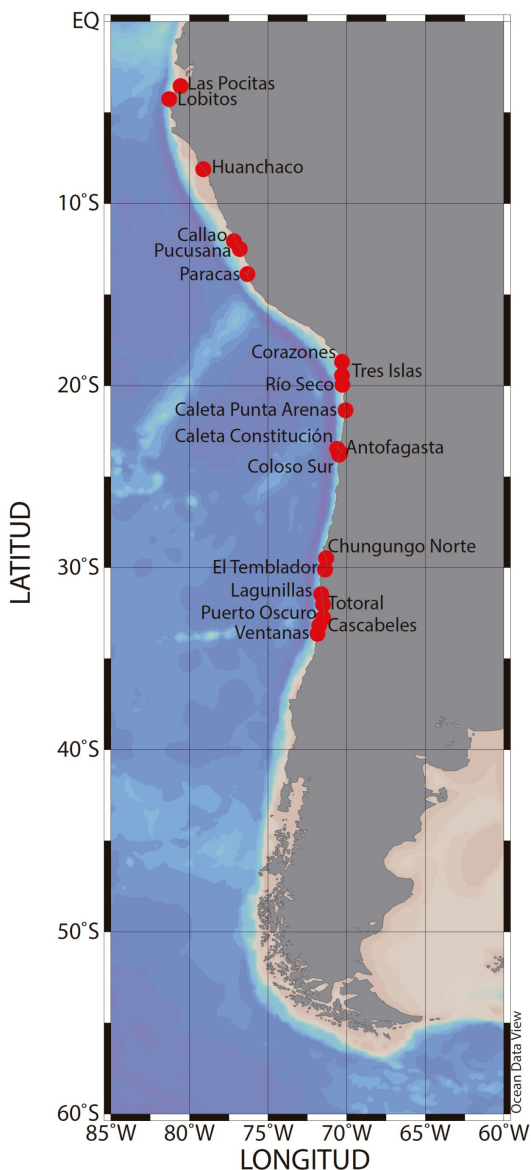 EQ
Las Pocitas
Lobitos
Huanchaco
10°S
Callao
Pucusana
Paracas
Corazones
Tres Islas
20°S
Río Seco
Caleta Punta Arenas
Caleta Constitución
Antofagasta
Coloso Sur
Chungungo Norte
30°S
El Temblador
Lagunillas
Totoral
Puerto Oscuro
Cascabeles
Ventanas
40°S
50°S
60°S
LATITUD
Ocean Data View
85°W 80°W 75°W 70°W 65°W 60°W
LONGITUD